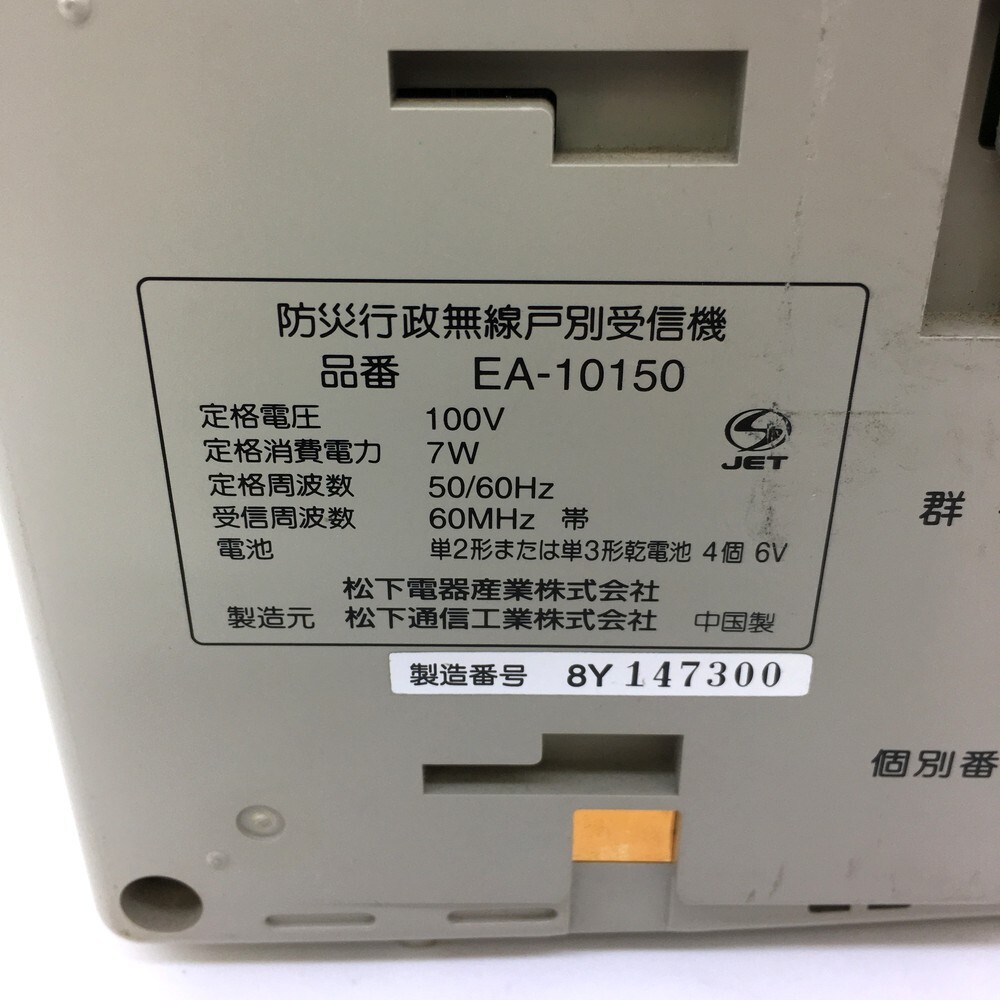 防災行政無線戸別受信機
品番 EA-10150
定格電圧 100V
定格消費電力 7W
定格周波数 50/60Hz
受信周波数 60MHz 帯
電池 単2形または単3形乾電池 4個 6V
JET
松下電器産業株式会社
製造元 松下通信工業株式会社 中国製
製造番号 8Y 147300
群
個別番